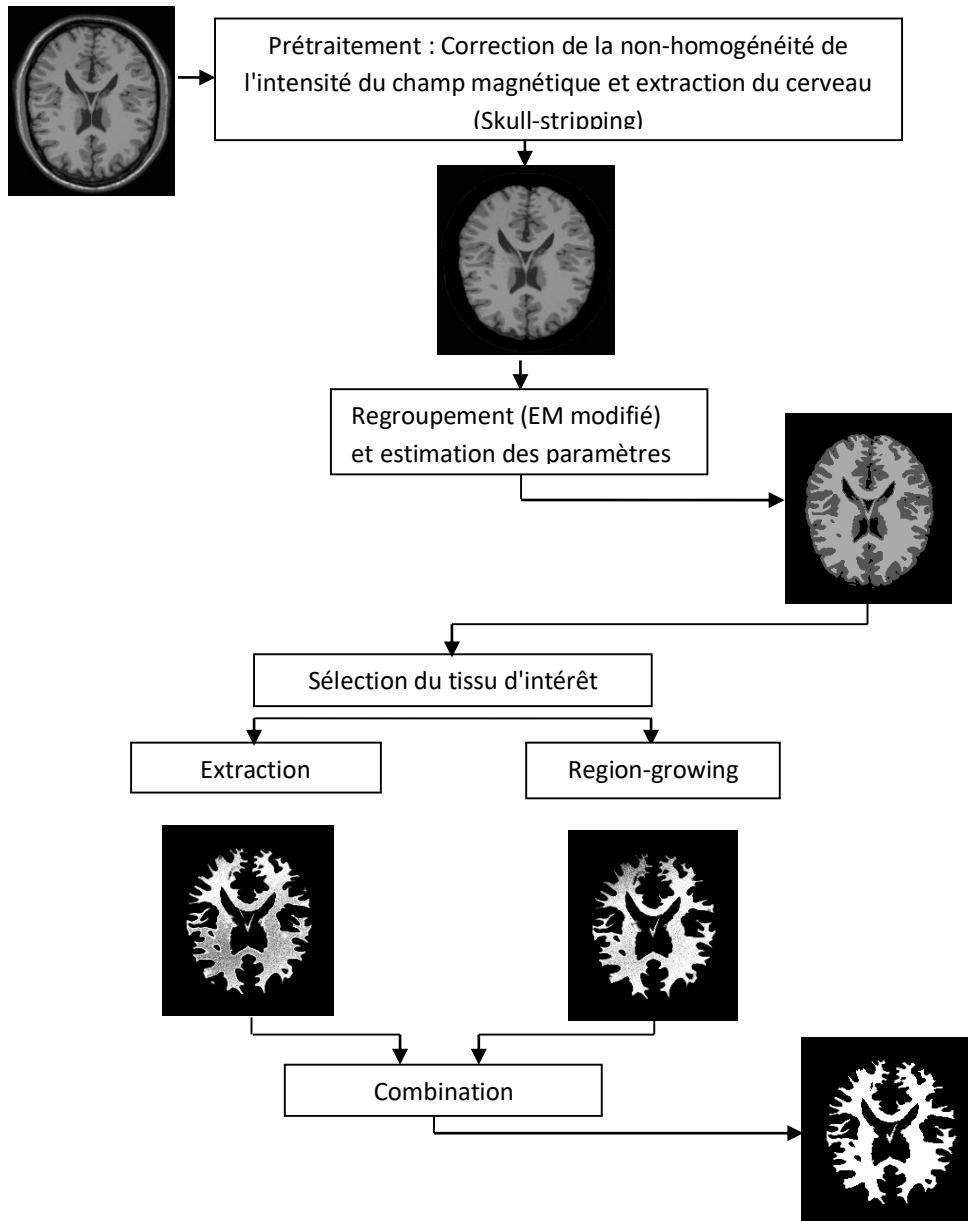 Prétraitement : Correction de la non-homogénéité de
l'intensité du champ magnétique et extraction du cerveau
(Skull-stripping)
Regroupement (EM modifié)
et estimation des paramètres
Sélection du tissu d'intérêt
Extraction
Region-growing
Combination